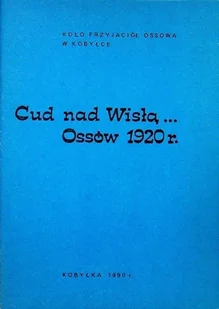 KOŁO PRZYJACIÓŁ OSSOWA
W KOBYŁCE
Cud nad Wisłą...
Ossów 1920 r.
KOBYŁKA 1990 r.